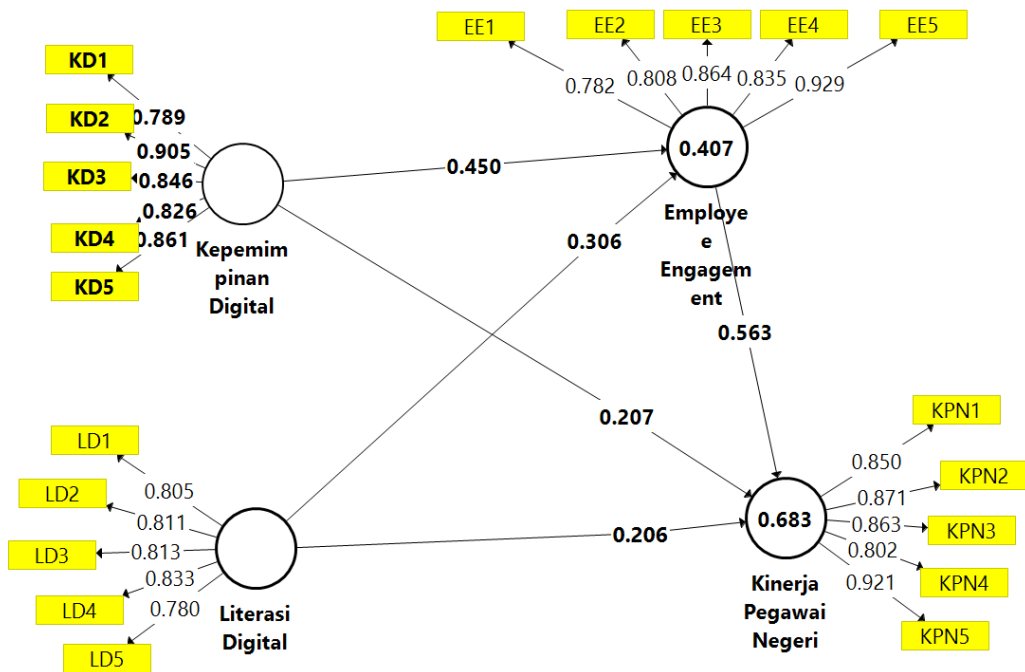 EE1
EE2
EE3
EE4
EE5
0.782
0.808
0.864
0.835
0.929
KD1
KD2
KD3
KD4
KD5
0.789
0.905
0.846
0.826
0.861
Kepemim
pinan
Digital
0.450
0.407
Employe
e
Engagem
ent
0.306
0.563
0.207
LD1
LD2
LD3
LD4
LD5
0.805
0.811
0.813
0.833
0.780
Literasi
Digital
0.206
0.683
Kinerja
Pegawai
Negeri
KPN1
KPN2
KPN3
KPN4
KPN5
0.850
0.871
0.863
0.802
0.921